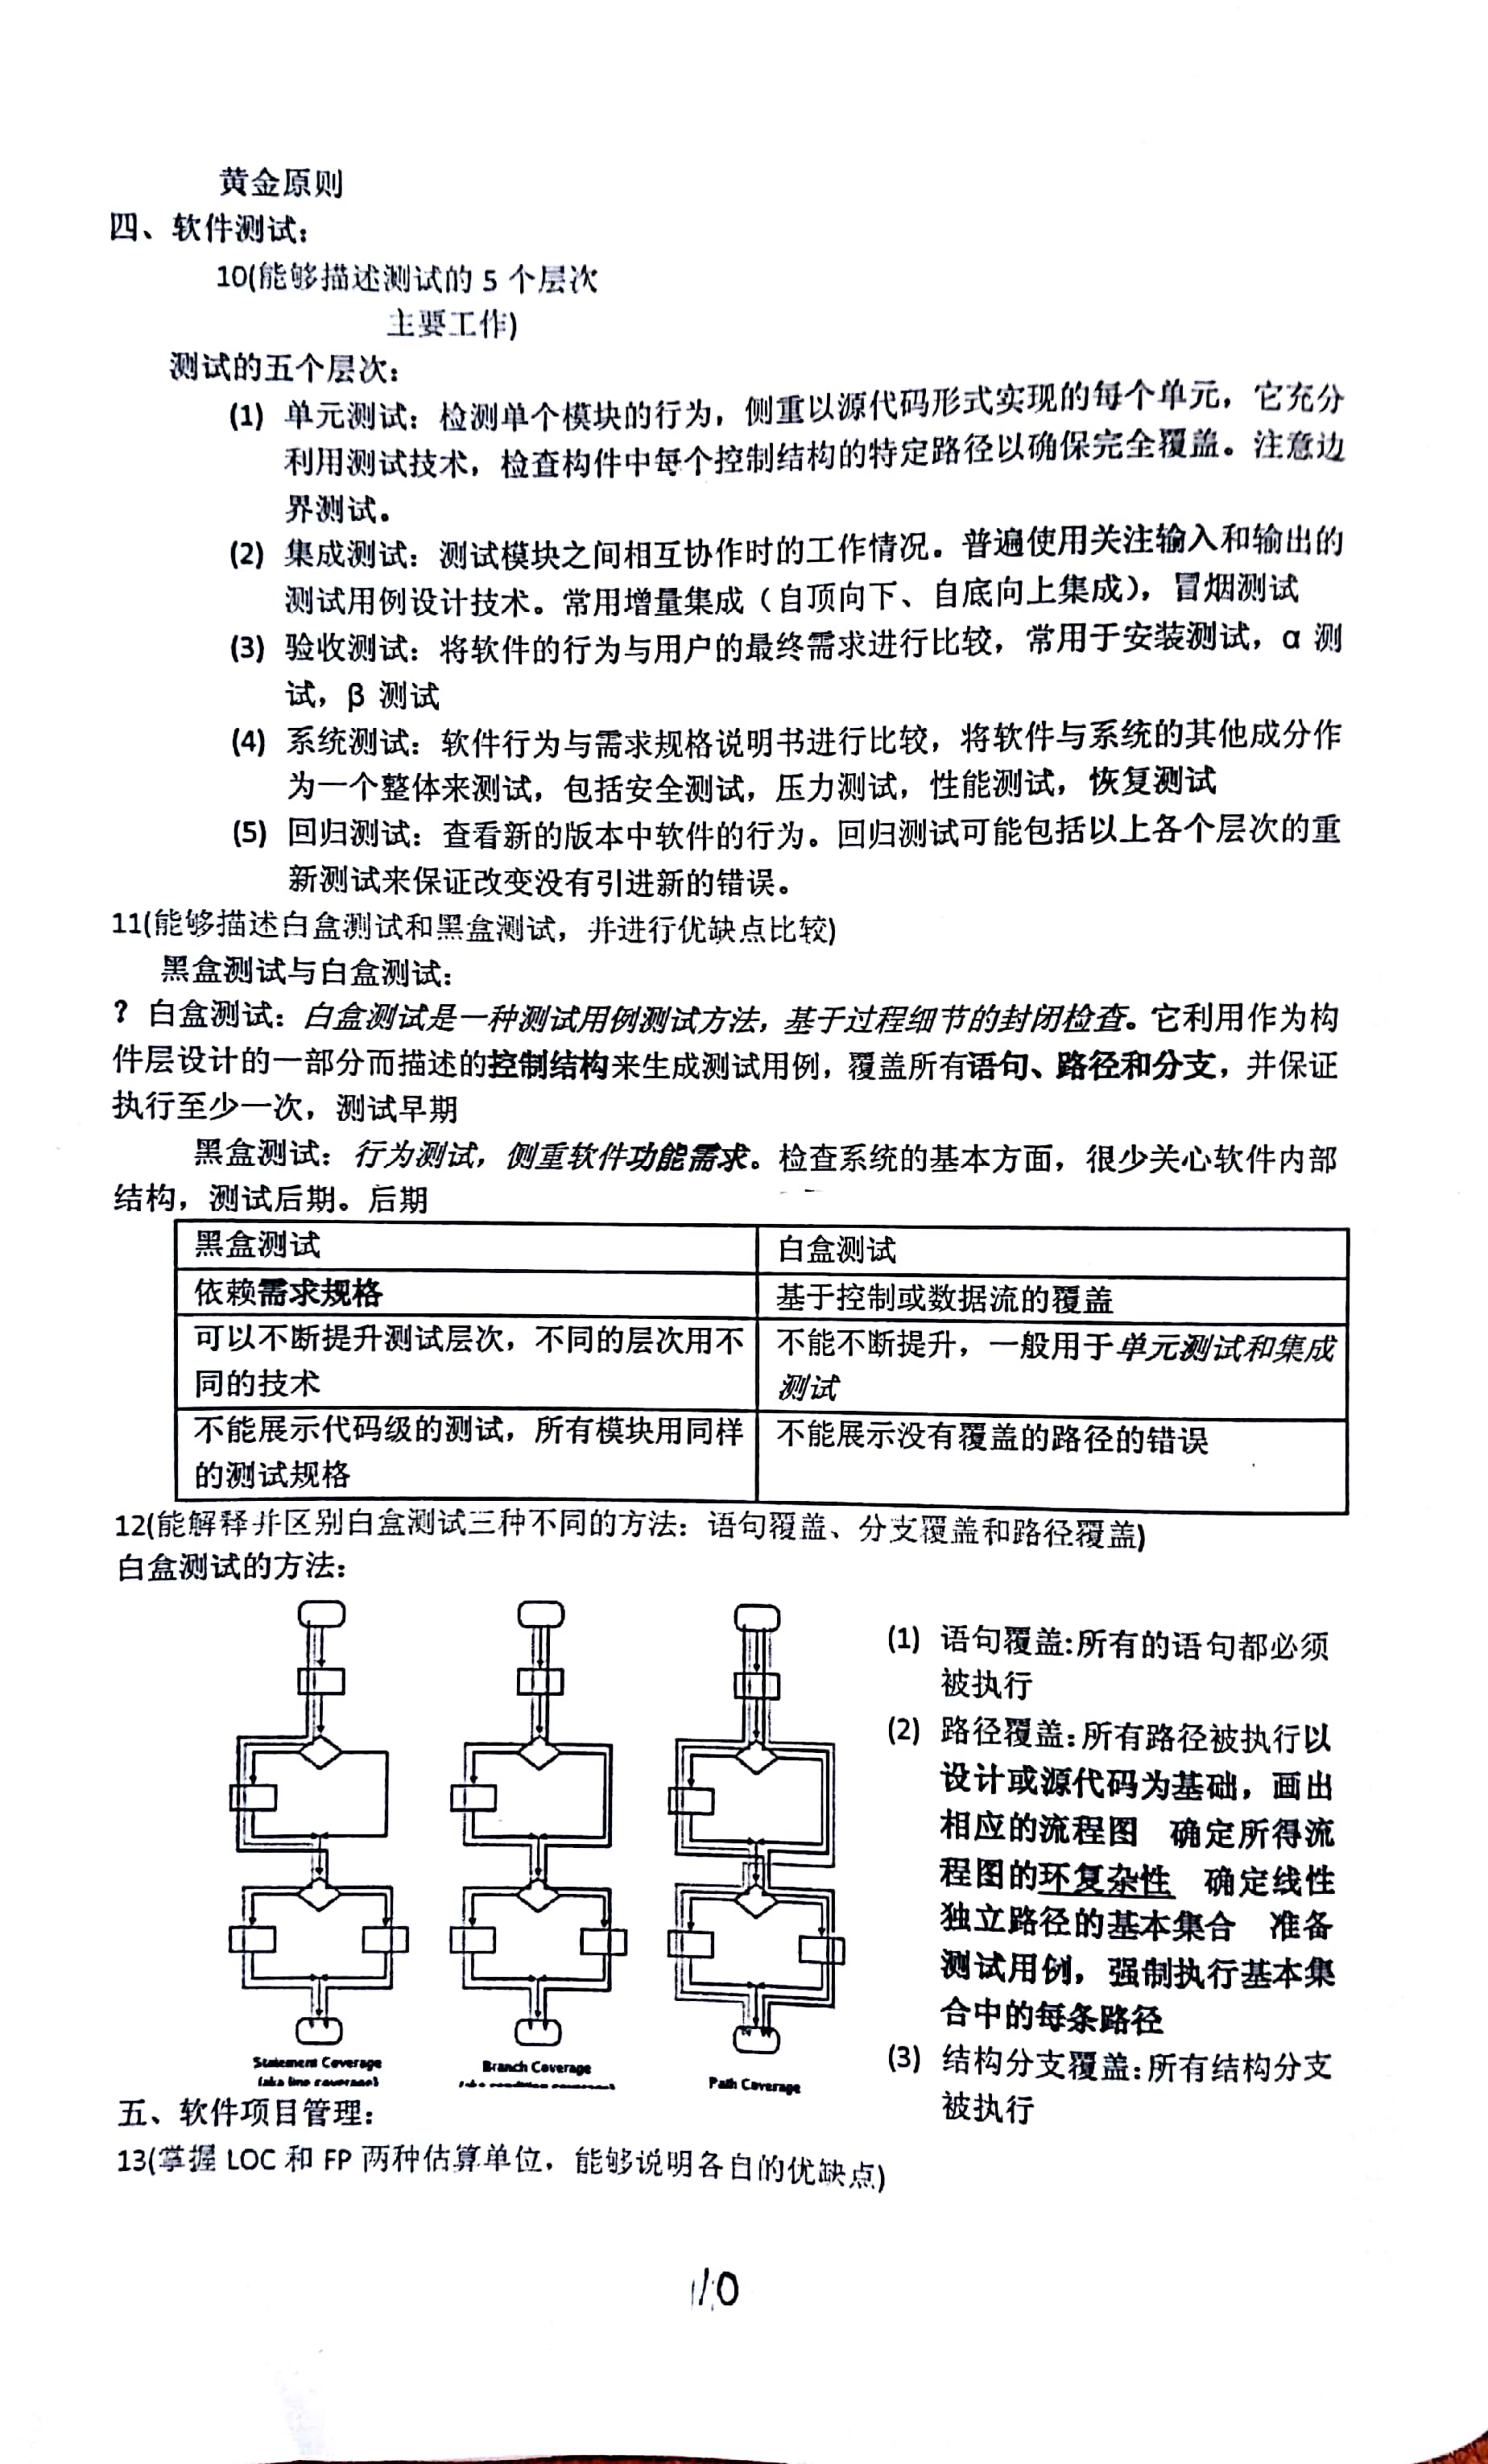 黄金原则
四、软件测试：
10(能够描述测试的 5 个层次
主要工作)
测试的五个层次：
(1) 单元测试：检测单个模块的行为，侧重以源代码形式实现的每个单元，它充分
利用测试技术，检查构件中每个控制结构的特定路径以确保完全覆盖。注意边
界测试。
(2) 集成测试：测试模块之间相互协作时的工作情况。普遍使用关注输入和输出的
测试用例设计技术。常用增量集成（自顶向下、自底向上集成），冒烟测试
(3) 验收测试：将软件的行为与用户的最终需求进行比较，常用于安装测试，α 测
试，β 测试
(4) 系统测试：软件行为与需求规格说明书进行比较，将软件与系统的其他成分作
为一个整体来测试，包括安全测试，压力测试，性能测试，恢复测试
(5) 回归测试：查看新的版本中软件的行为。回归测试可能包括以上各个层次的重
新测试来保证改变没有引进新的错误。
11(能够描述白盒测试和黑盒测试，并进行优缺点比较)
黑盒测试与白盒测试：
？白盒测试：白盒测试是一种测试用例测试方法，基于过程细节的封闭检查。它利用作为构
件层设计的一部分而描述的控制结构来生成测试用例，覆盖所有语句、路径和分支，并保证
执行至少一次，测试早期
黑盒测试：行为测试，侧重软件功能需求。检查系统的基本方面，很少关心软件内部
结构，测试后期。后期
黑盒测试 白盒测试
依赖需求规格 基于控制或数据流的覆盖
可以不断提升测试层次，不同的层次用不
同的技术
不能不断提升，一般用于单元测试和集成
测试
不能展示代码级的测试，所有模块用同样
的测试规格
不能展示没有覆盖的路径的错误
12(能解释并区别白盒测试三种不同的方法：语句覆盖、分支覆盖和路径覆盖)
白盒测试的方法：
Statement Coverage
(aka line coverage)
Branch Coverage
Path Coverage
(1) 语句覆盖:所有的语句都必须
被执行
(2) 路径覆盖:所有路径被执行以
设计或源代码为基础，画出
相应的流程图 确定所得流
程图的环复杂性 确定线性
独立路径的基本集合 准备
测试用例，强制执行基本集
合中的每条路径
(3) 结构分支覆盖:所有结构分支
被执行
五、软件项目管理：
13(掌握 LOC 和 FP 两种估算单位，能够说明各自的优缺点)